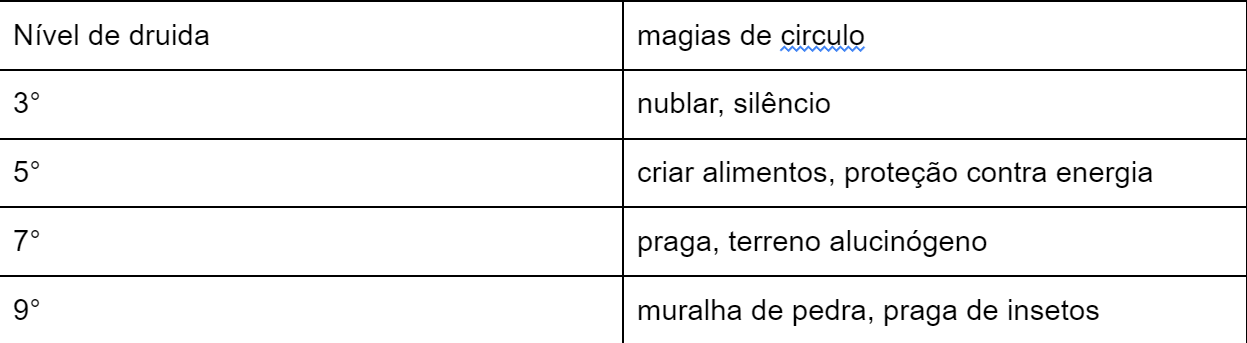 Nível de druida magias de circulo
3° nublar, silêncio
5° criar alimentos, proteção contra energia
7° praga, terreno alucinógeno
9° muralha de pedra, praga de insetos